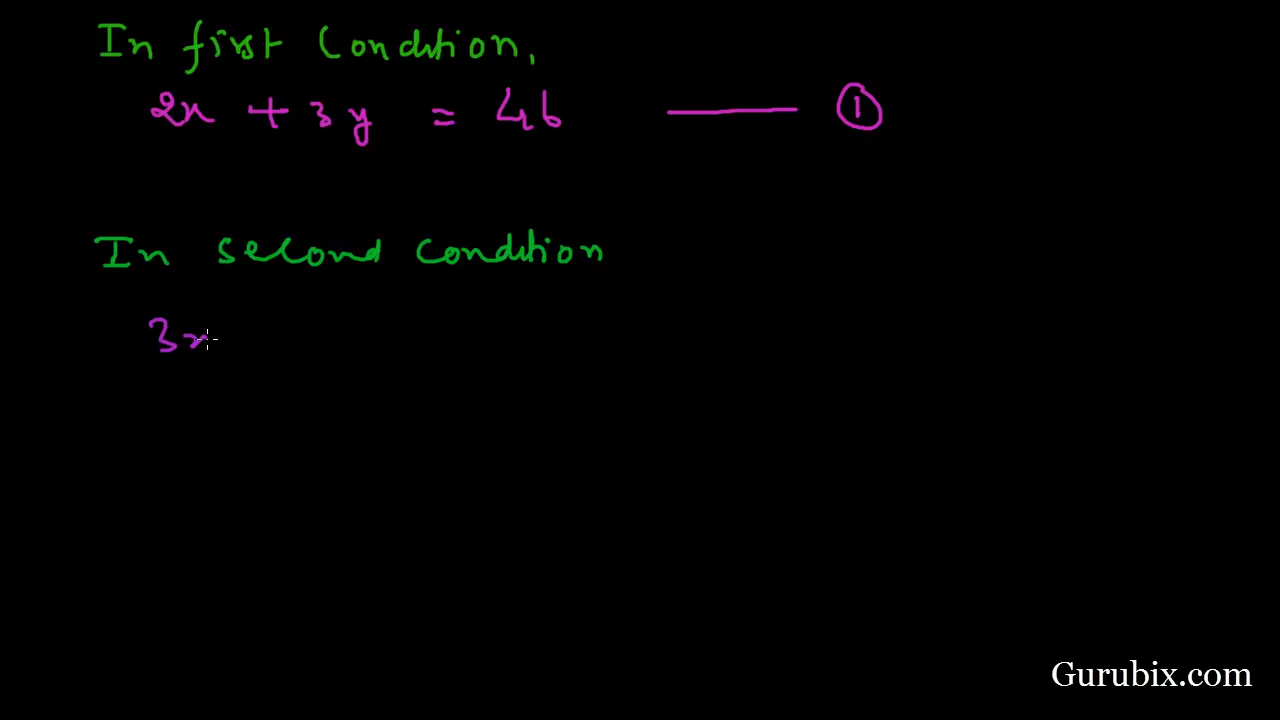 In first Condition,
2x + 3y = 46 —— ①
In second condition
3x
Gurubix.com